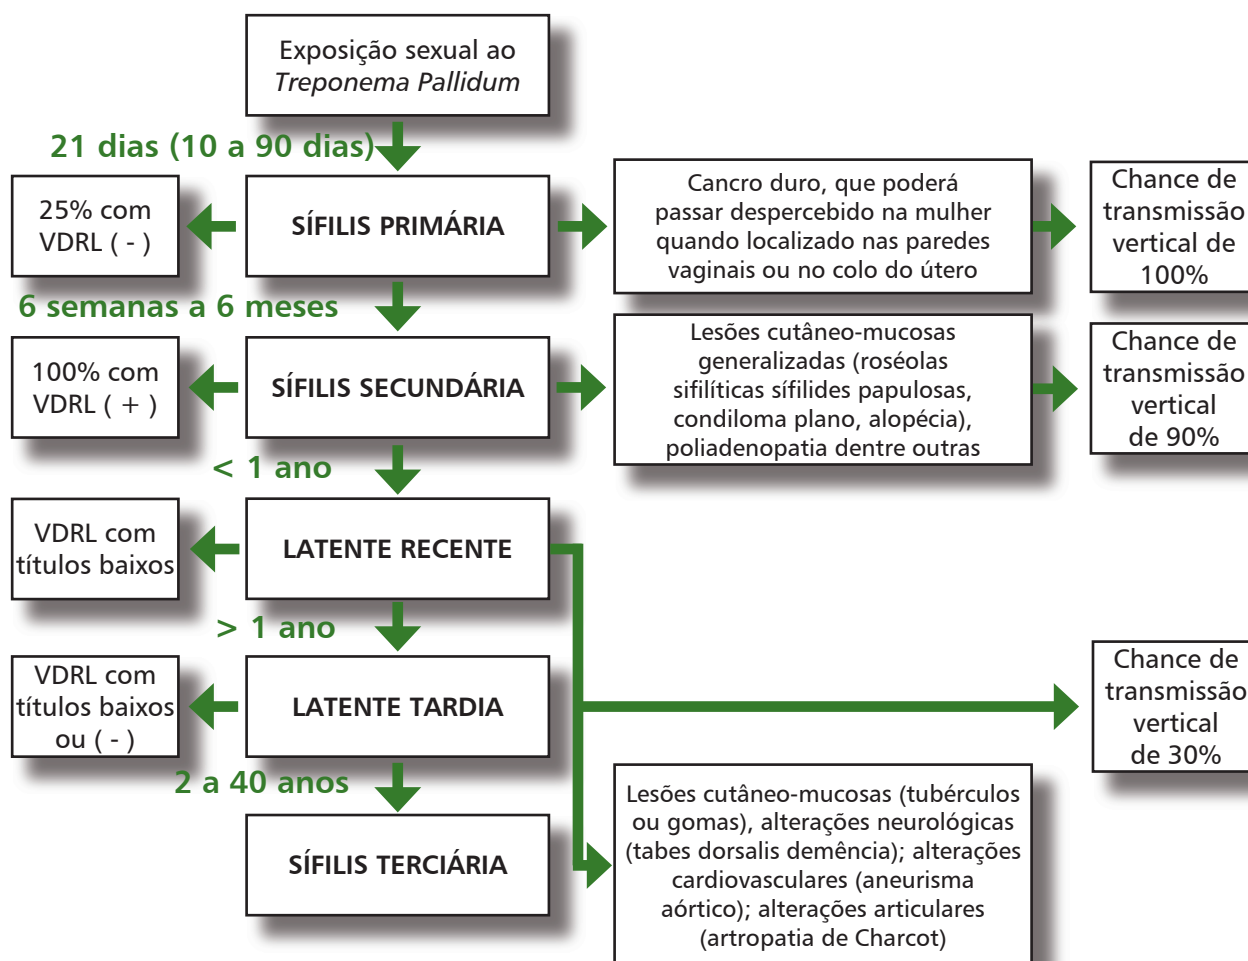 Exposição sexual ao
Treponema Pallidum
21 dias (10 a 90 dias)
25% com
VDRL ( - )
SÍFILIS PRIMÁRIA
Cancro duro, que poderá
passar despercebido na mulher
quando localizado nas paredes
vaginais ou no colo do útero
Chance de
transmissão
vertical de
100%
6 semanas a 6 meses
100% com
VDRL ( + )
SÍFILIS SECUNDÁRIA
Lesões cutâneo-mucosas
generalizadas (roséolas
sifilíticas sífilides papulosas,
condiloma plano, alopécia),
poliadenopatia dentre outras
Chance de
transmissão
vertical
de 90%
< 1 ano
VDRL com
títulos baixos
LATENTE RECENTE
> 1 ano
VDRL com
títulos baixos
ou ( - )
LATENTE TARDIA
Chance de
transmissão
vertical
de 30%
2 a 40 anos
SÍFILIS TERCIÁRIA
Lesões cutâneo-mucosas (tubérculos
ou gomas), alterações neurológicas
(tabes dorsalis demência); alterações
cardiovasculares (aneurisma
aórtico); alterações articulares
(artropatia de Charcot)